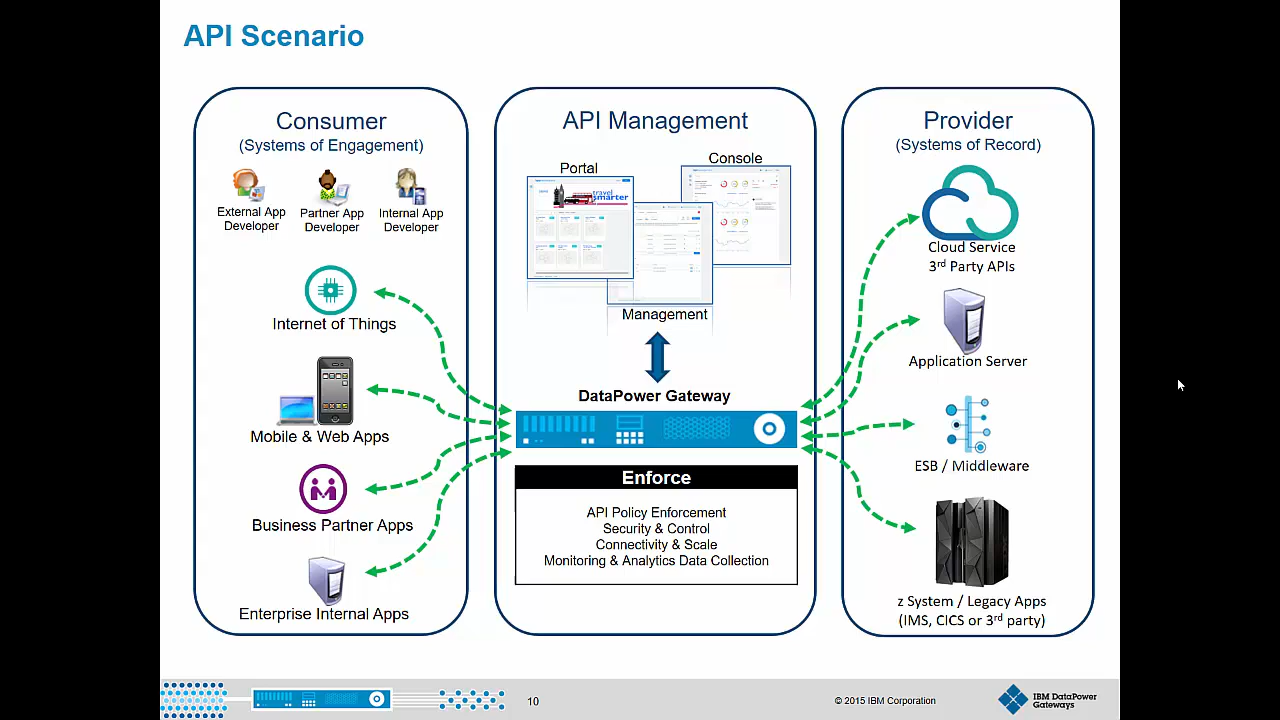 API Scenario
Consumer
(Systems of Engagement)
External App
Developer
Partner App
Developer
Internal App
Developer
Internet of Things
Mobile & Web Apps
Business Partner Apps
Enterprise Internal Apps
API Management
Portal
Console
travel
smarter
Management
DataPower Gateway
Enforce
API Policy Enforcement
Security & Control
Connectivity & Scale
Monitoring & Analytics Data Collection
Provider
(Systems of Record)
Cloud Service
3rd Party APIs
Application Server
ESB / Middleware
z System / Legacy Apps
(IMS, CICS or 3rd party)
10
© 2015 IBM Corporation
IBM DataPower
Gateways